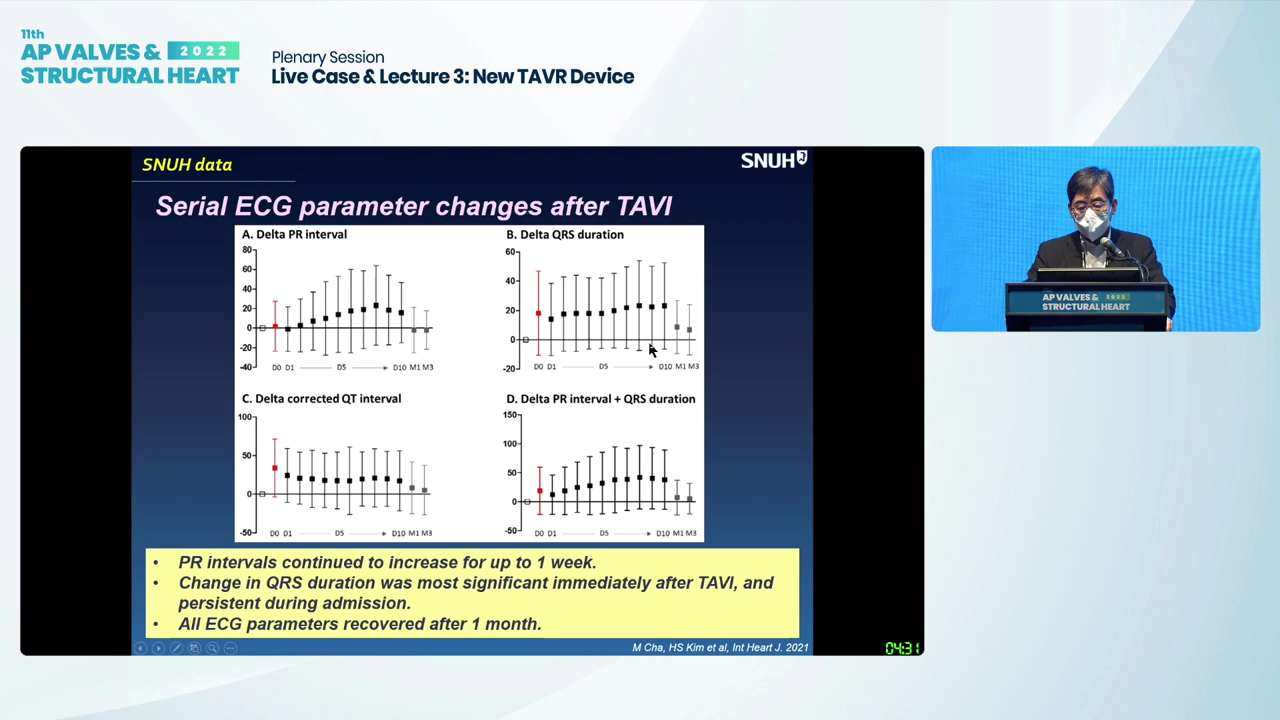 11th
AP VALVES & 2022
STRUCTURAL HEART
Plenary Session
Live Case & Lecture 3: New TAVR Device
SNUH data
SNUH
Serial ECG parameter changes after TAVI
A. Delta PR interval
80
60
40
20
0
-20
-40
D0 D1 D5 D10 M1 M3
B. Delta QRS duration
60
40
20
0
-20
D0 D1 D5 D10 M1 M3
C. Delta corrected QT interval
100
50
0
-50
D0 D1 D5 D10 M1 M3
D. Delta PR interval + QRS duration
150
100
50
0
-50
D0 D1 D5 D10 M1 M3
• PR intervals continued to increase for up to 1 week.
• Change in QRS duration was most significant immediately after TAVI, and
persistent during admission.
• All ECG parameters recovered after 1 month.
M Cha, HS Kim et al, Int Heart J. 2021
04:31
AP VALVES & 2022
STRUCTURAL HEART